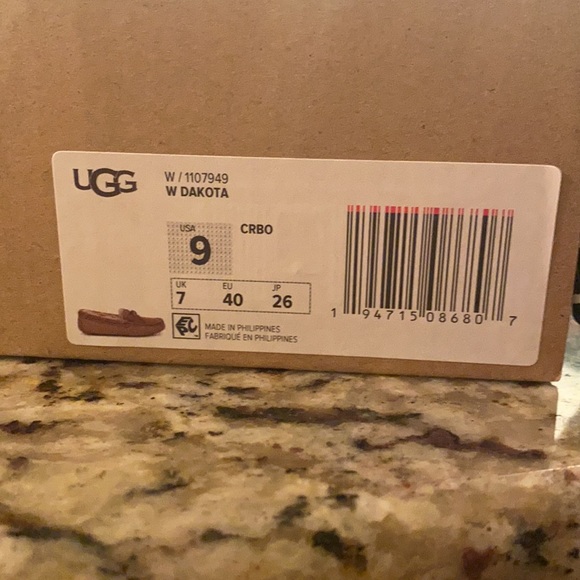 UGG
W / 1107949
W DAKOTA
USA
9
CRBO
UK EU JP
7 40 26
MADE IN PHILIPPINES
FABRIQUÉ EN PHILIPPINES
1 94715 08680 7